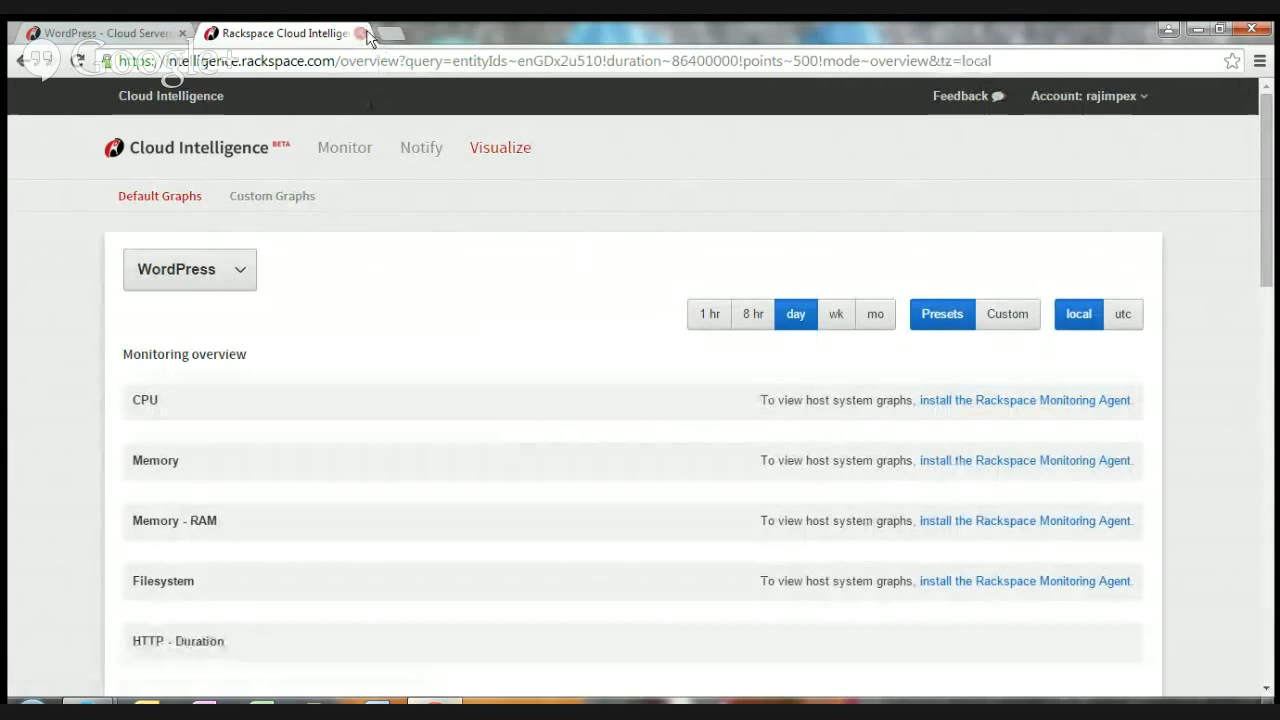 WordPress - Cloud Server
Rackspace Cloud Intellige
Google+
https://intelligence.rackspace.com/overview?query=entityIds~enGDx2u510!duration~86400000!points~500!mode~overview&tz=local
Cloud Intelligence
Feedback
Account: rajimpex
Cloud Intelligence BETA
Monitor
Notify
Visualize
Default Graphs
Custom Graphs
WordPress
1 hr 8 hr day wk mo Presets Custom local utc
Monitoring overview
CPU To view host system graphs, install the Rackspace Monitoring Agent.
Memory To view host system graphs, install the Rackspace Monitoring Agent.
Memory - RAM To view host system graphs, install the Rackspace Monitoring Agent.
Filesystem To view host system graphs, install the Rackspace Monitoring Agent.
HTTP - Duration